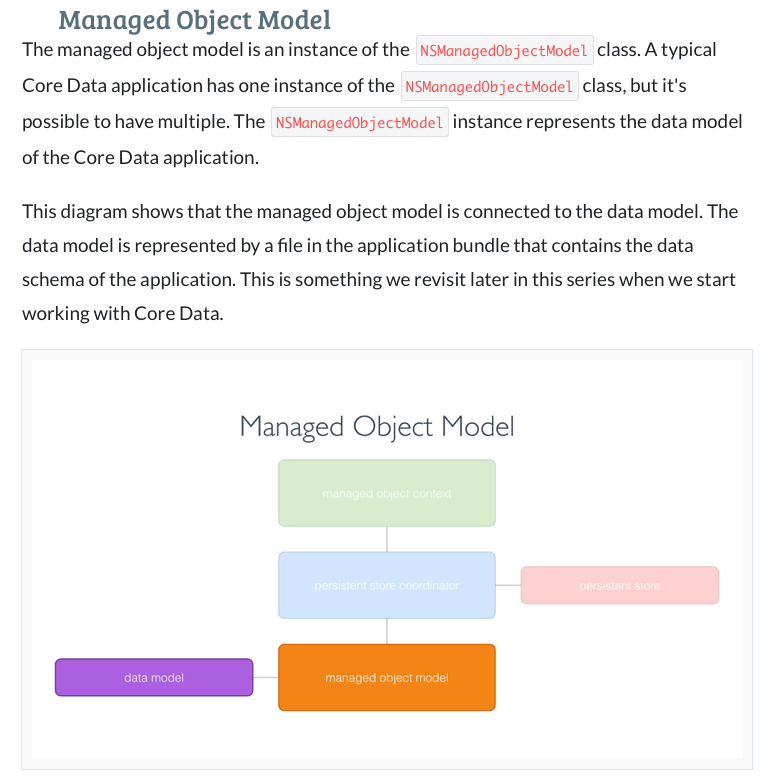 Managed Object Model
The managed object model is an instance of the NSManagedObjectModel class. A typical
Core Data application has one instance of the NSManagedObjectModel class, but it's
possible to have multiple. The NSManagedObjectModel instance represents the data model
of the Core Data application.
This diagram shows that the managed object model is connected to the data model. The
data model is represented by a file in the application bundle that contains the data
schema of the application. This is something we revisit later in this series when we start
working with Core Data.
Managed Object Model
managed object context
persistent store coordinator
persistent store
data model
managed object model